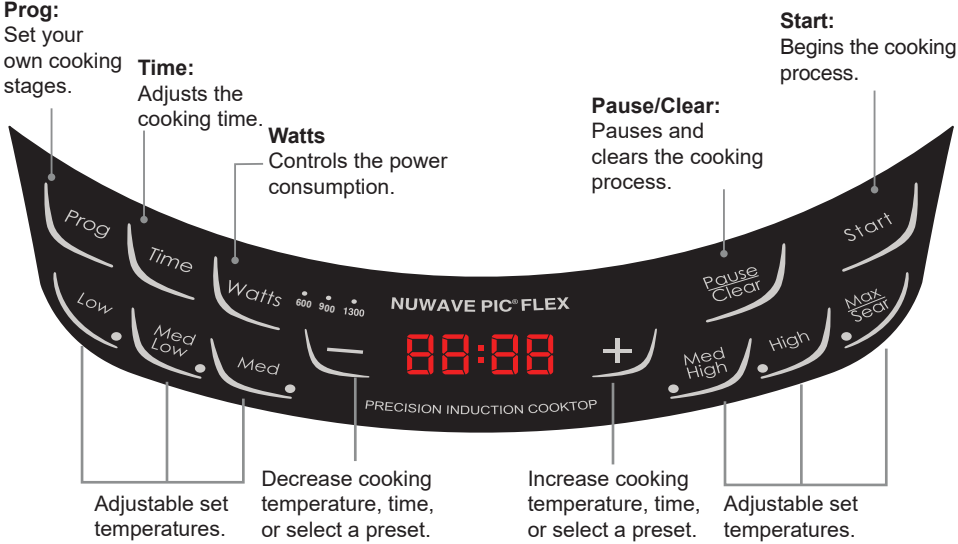 Prog:
Set your
own cooking
stages.
Time:
Adjusts the
cooking time.
Watts
Controls the power
consumption.
Pause/Clear:
Pauses and
clears the cooking
process.
Start:
Begins the cooking
process.
Prog
Time
Watts
600 900 1300
NUWAVE PIC® FLEX
Pause
Clear
Start
Low
Med
Low
Med
—
88:88
+
Med
High
High
Max
Sear
PRECISION INDUCTION COOKTOP
Adjustable set
temperatures.
Decrease cooking
temperature, time,
or select a preset.
Increase cooking
temperature, time,
or select a preset.
Adjustable set
temperatures.